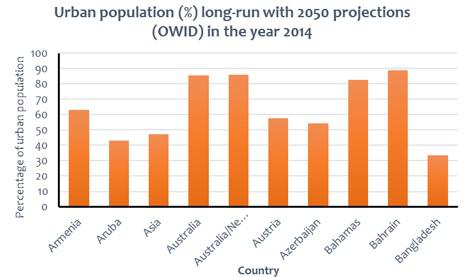 Urban population (%) long-run with 2050 projections
(OWID) in the year 2014
Percentage of urban population
100
90
80
70
60
50
40
30
20
10
0
Armenia
Aruba
Asia
Australia
Australia/Ne...
Austria
Azerbaijan
Bahamas
Bahrain
Bangladesh
Country